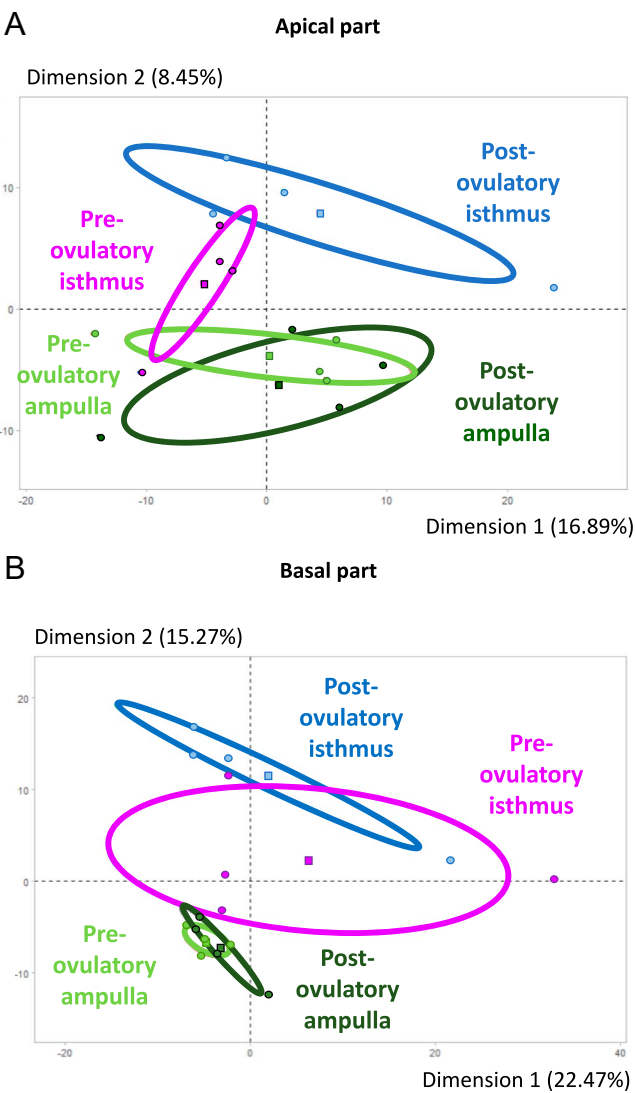 A
Apical part
Dimension 2 (8.45%)
Post-
ovulatory
isthmus
Pre-
ovulatory
isthmus
10
0
Pre-
ovulatory
ampulla
Post-
ovulatory
ampulla
-10
-20
-10
0
10
20
Dimension 1 (16.89%)
B
Basal part
Dimension 2 (15.27%)
Post-
ovulatory
isthmus
Pre-
ovulatory
isthmus
20
10
0
Pre-
ovulatory
ampulla
Post-
ovulatory
ampulla
-10
-20
0
20
40
Dimension 1 (22.47%)